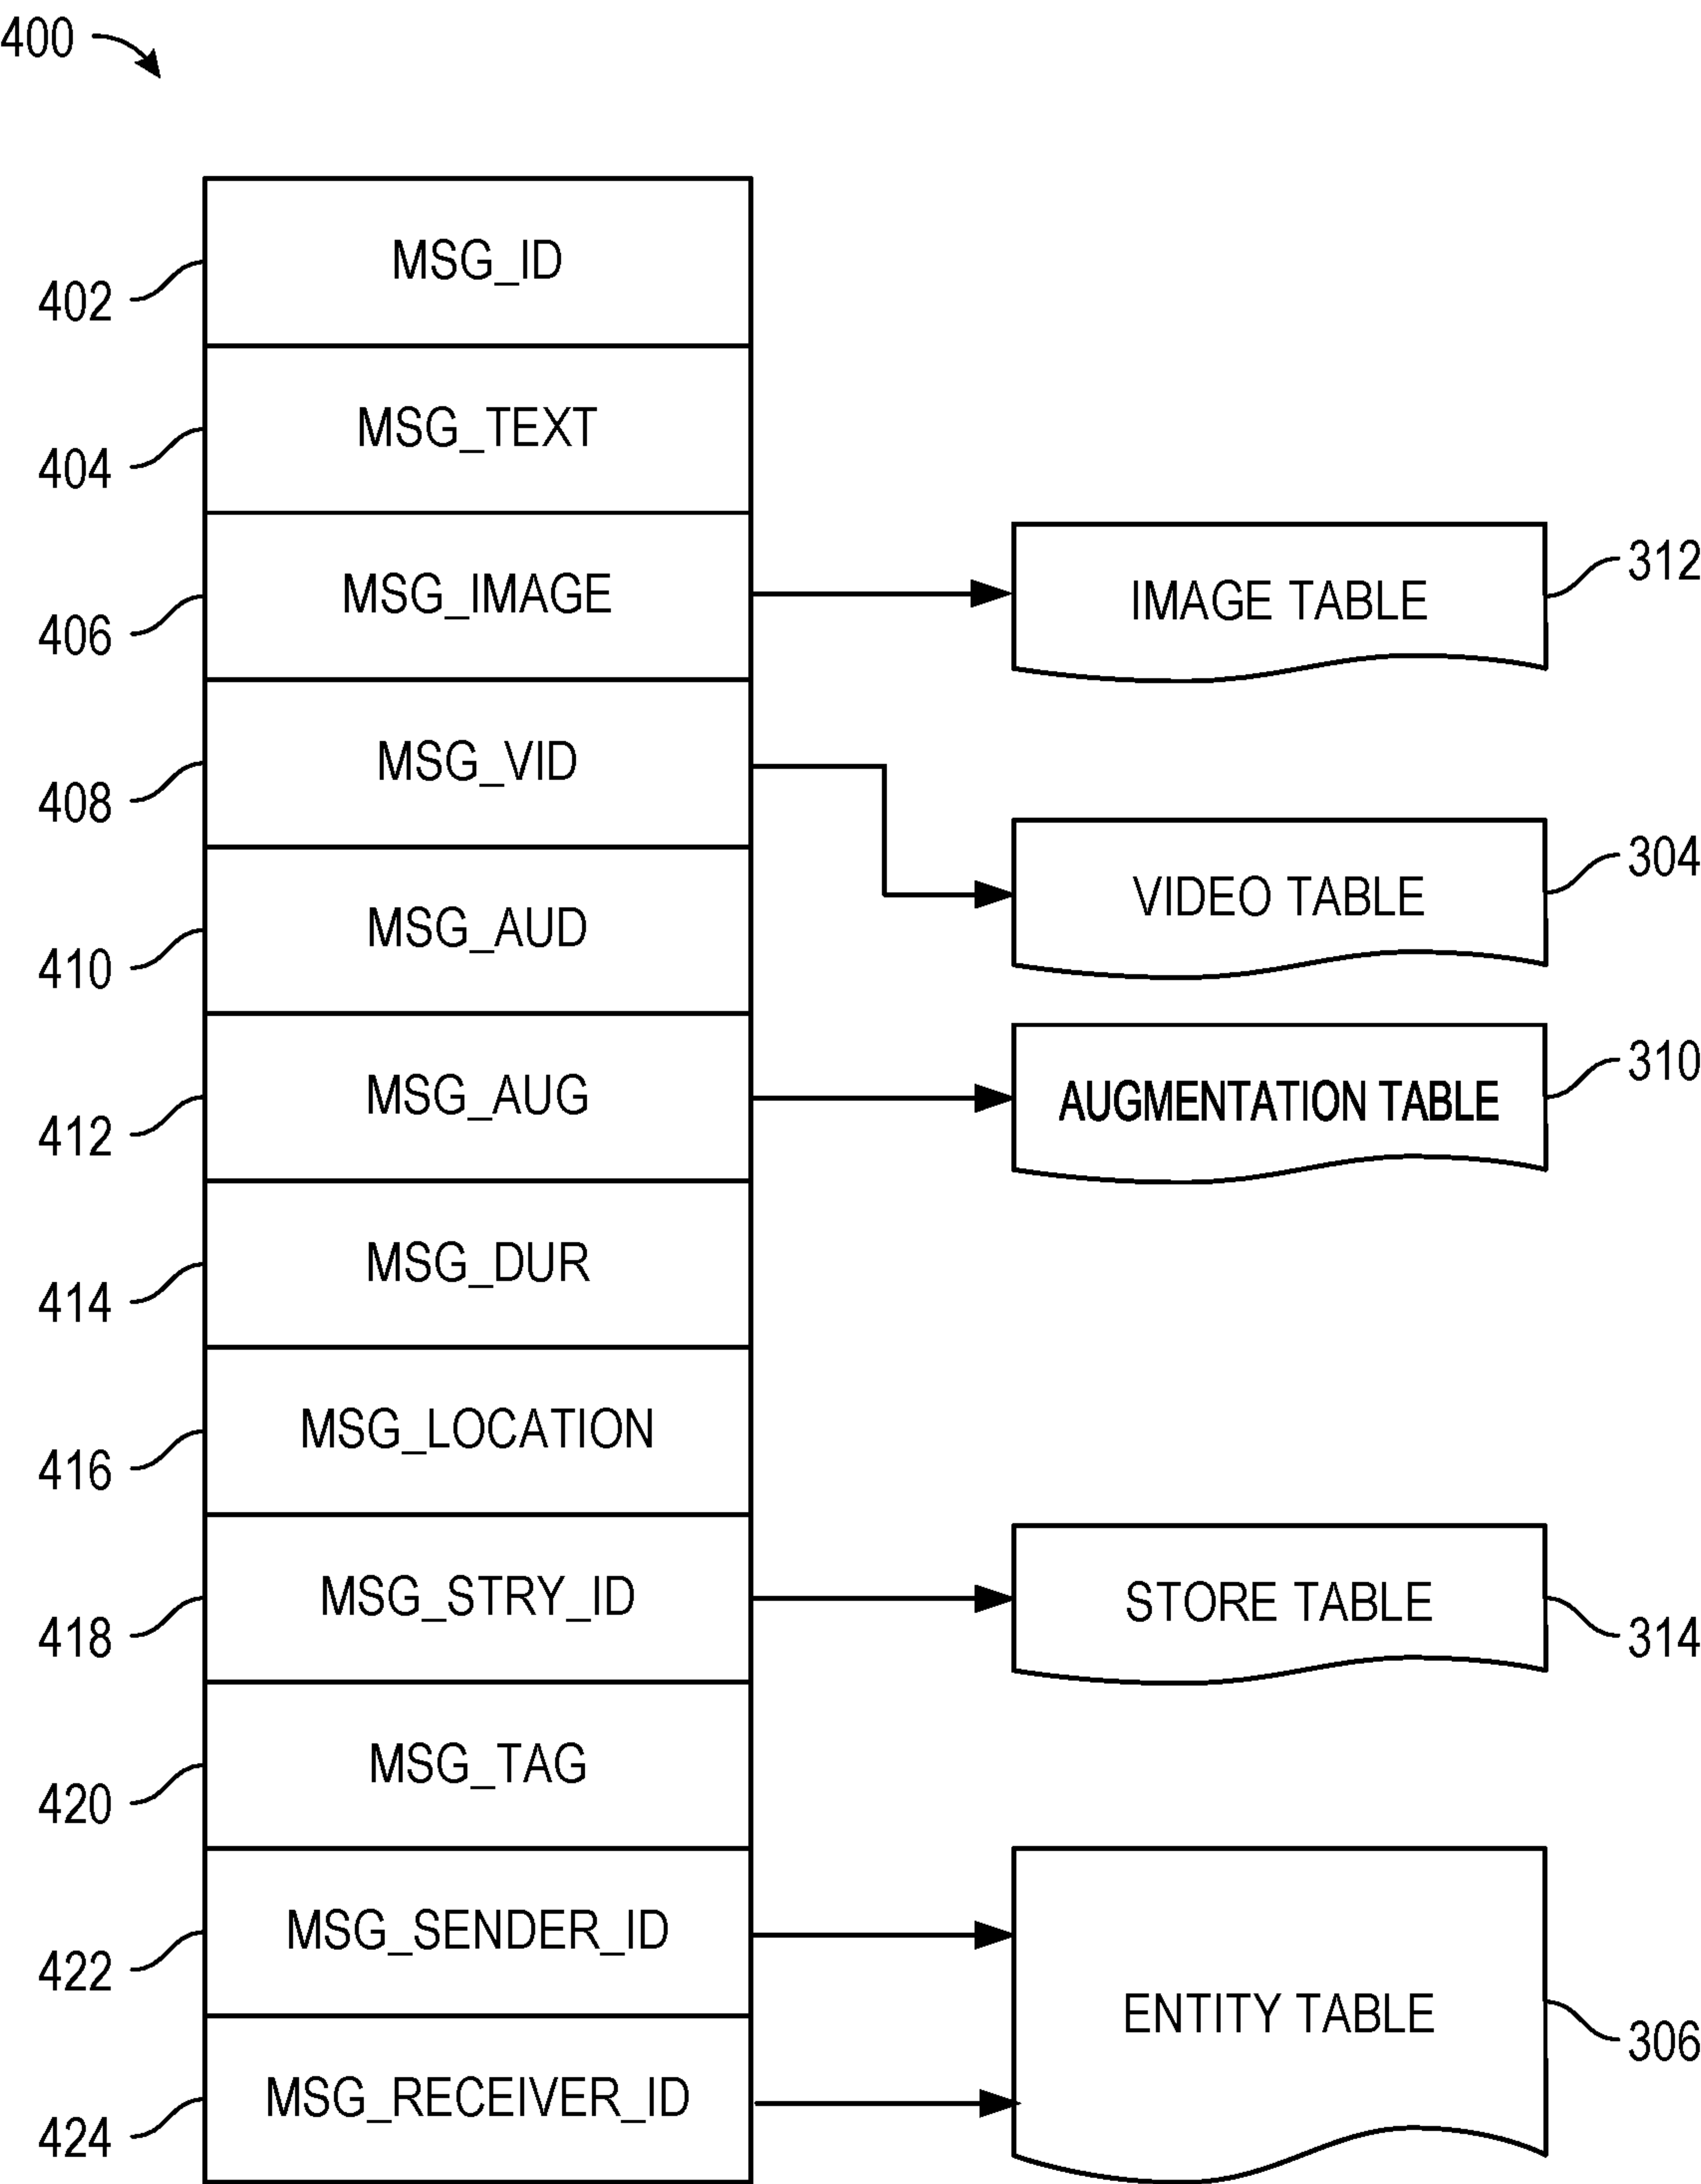 400
MSG_ID
402
MSG_TEXT
404
MSG_IMAGE
406
IMAGE TABLE
312
MSG_VID
408
VIDEO TABLE
304
MSG_AUD
410
MSG_AUG
412
AUGMENTATION TABLE
310
MSG_DUR
414
MSG_LOCATION
416
MSG_STRY_ID
418
STORE TABLE
314
MSG_TAG
420
MSG_SENDER_ID
422
ENTITY TABLE
306
MSG_RECEIVER_ID
424